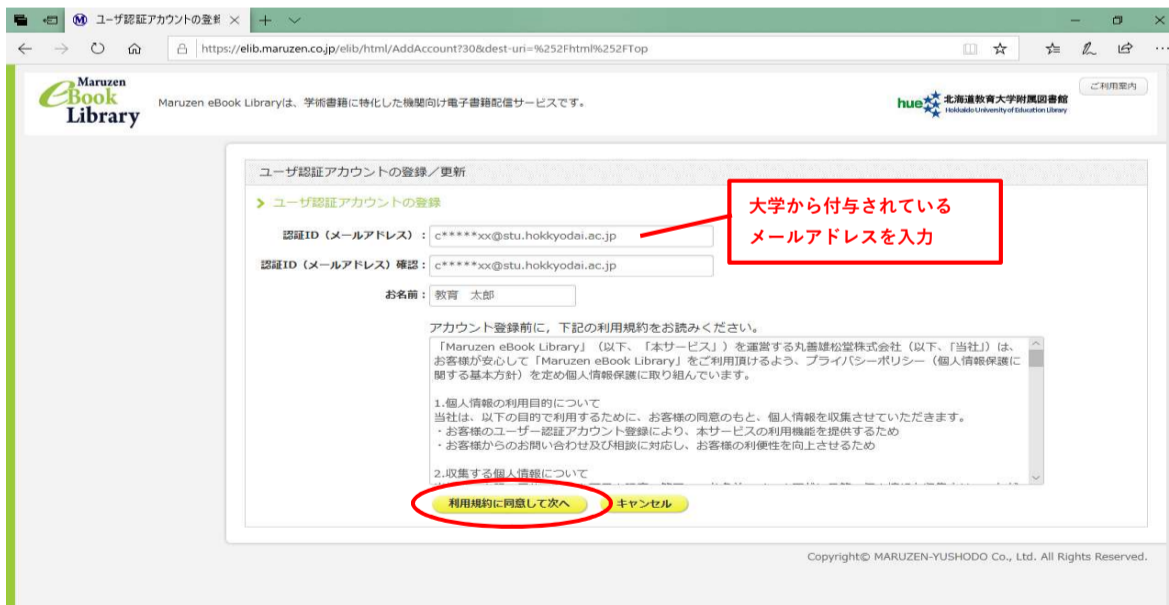 ユーザ認証アカウントの登録
https://elib.maruzen.co.jp/elib/html/AddAccount?30&dest-uri=%252Fhtml%252FTop
Maruzen
eBook
Library
Maruzen eBook Libraryは、学術書籍に特化した機関向け電子書籍配信サービスです。
hue 北海道教育大学附属図書館
Hokkaido University of Education Library
ご利用案内
ユーザ認証アカウントの登録／更新
ユーザ認証アカウントの登録
大学から付与されている
メールアドレスを入力
認証ID（メールアドレス）： c*****xx@stu.hokkyodai.ac.jp
認証ID（メールアドレス）確認： c*****xx@stu.hokkyodai.ac.jp
お名前： 教育 太郎
アカウント登録前に，下記の利用規約をお読みください。
「Maruzen eBook Library」（以下、「本サービス」）を運営する丸善雄松堂株式会社（以下、「当社」）は、
お客様が安心して「Maruzen eBook Library」をご利用頂けるよう、プライバシーポリシー（個人情報保護に
関する基本方針）を定め個人情報保護に取り組んでいます。
1.個人情報の利用目的について
当社は、以下の目的で利用するために、お客様の同意のもと、個人情報を収集させていただきます。
・お客様のユーザー認証アカウント登録により、本サービスの利用機能を提供するため
・お客様からのお問い合わせ及び相談に対応し、お客様の利便性を向上させるため
2.収集する個人情報について
利用規約に同意して次へ キャンセル
Copyright© MARUZEN-YUSHODO Co., Ltd. All Rights Reserved.